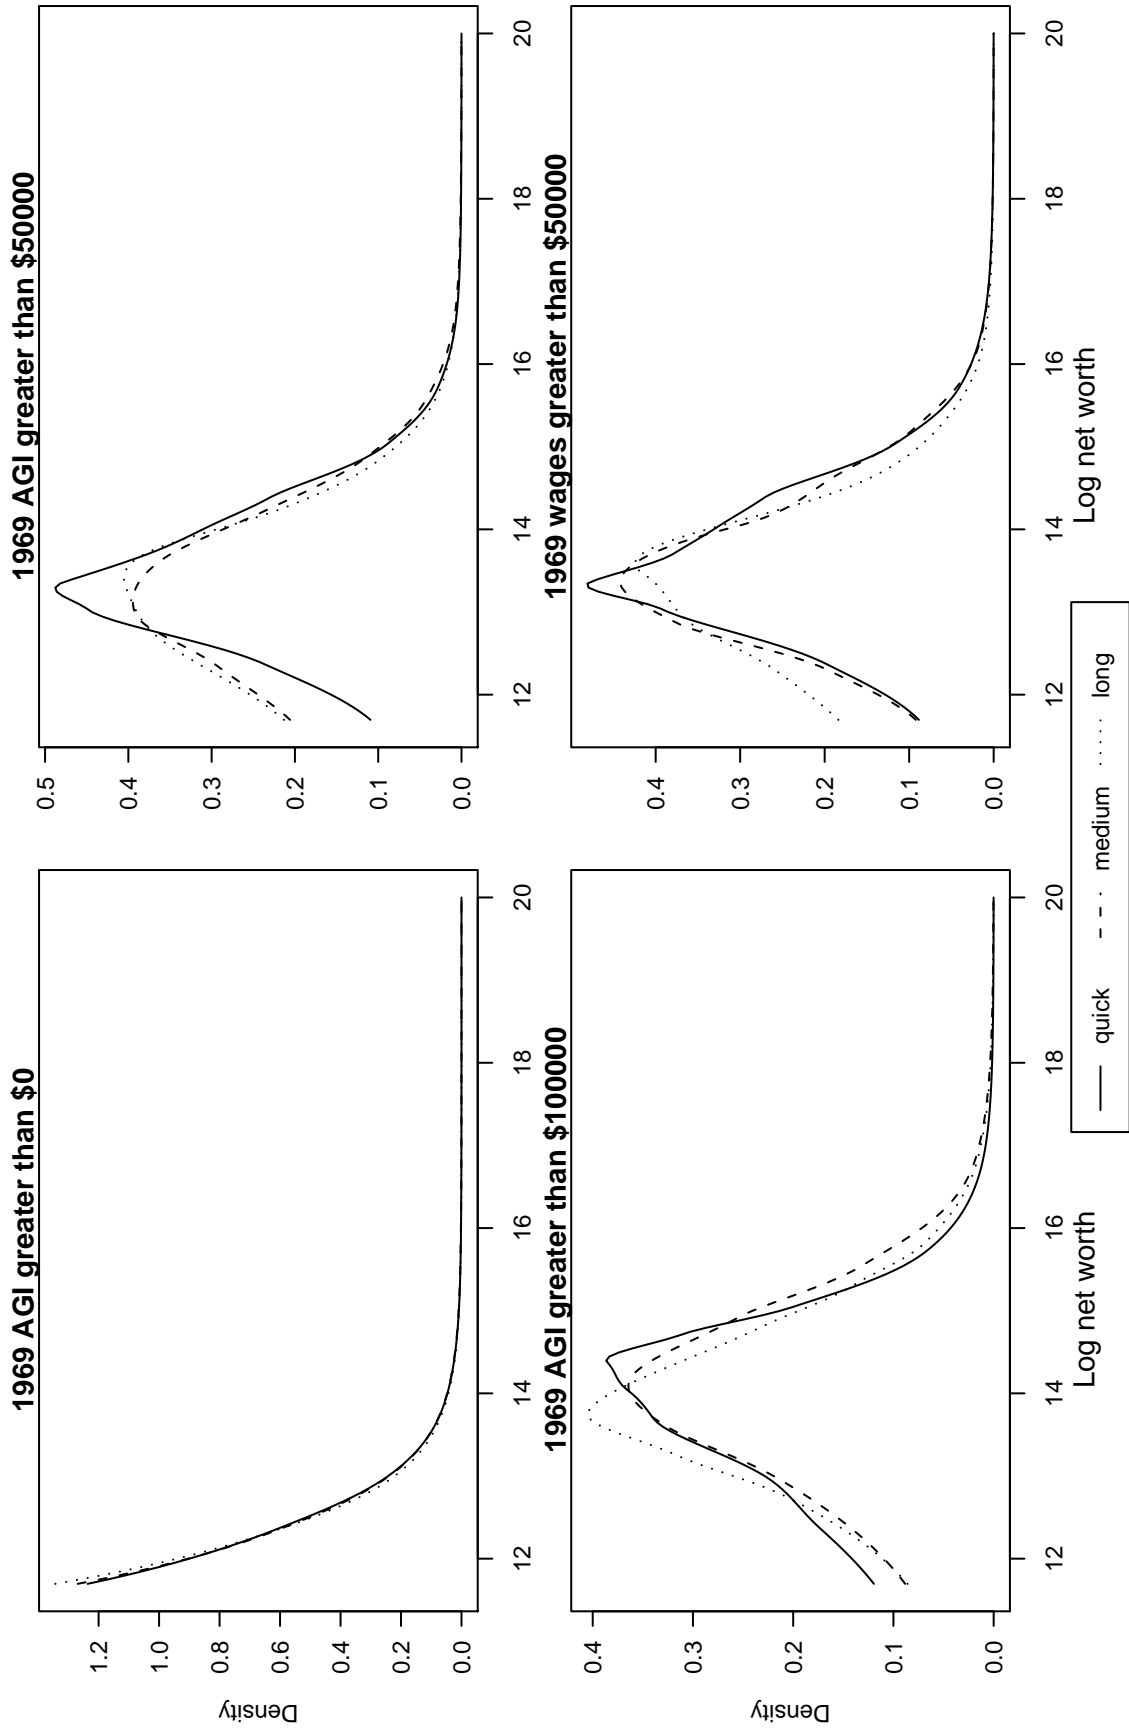 1969 AGI greater than $0
Density
0.0 0.2 0.4 0.6 0.8 1.0 1.2
12 14 16 18 20
1969 AGI greater than $50000
0.0 0.1 0.2 0.3 0.4 0.5
12 14 16 18 20
1969 AGI greater than $100000
Density
0.0 0.1 0.2 0.3 0.4
12 14 16 18 20
Log net worth
1969 wages greater than $50000
0.0 0.1 0.2 0.3 0.4
12 14 16 18 20
Log net worth
quick medium long